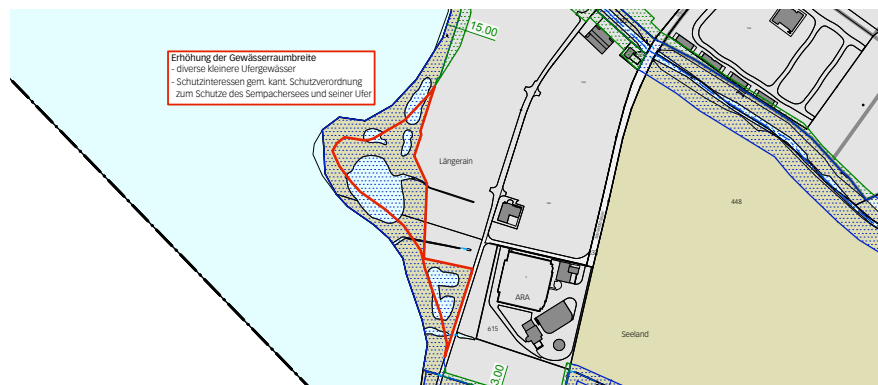 15.00
Erhöhung der Gewässerraumbreite
- diverse kleinere Ufergewässer
- Schutzinteressen gem. kant. Schutzverordnung
zum Schutze des Sempachersees und seiner Ufer
Längerain
448
ARA
615
Seeland
3.00